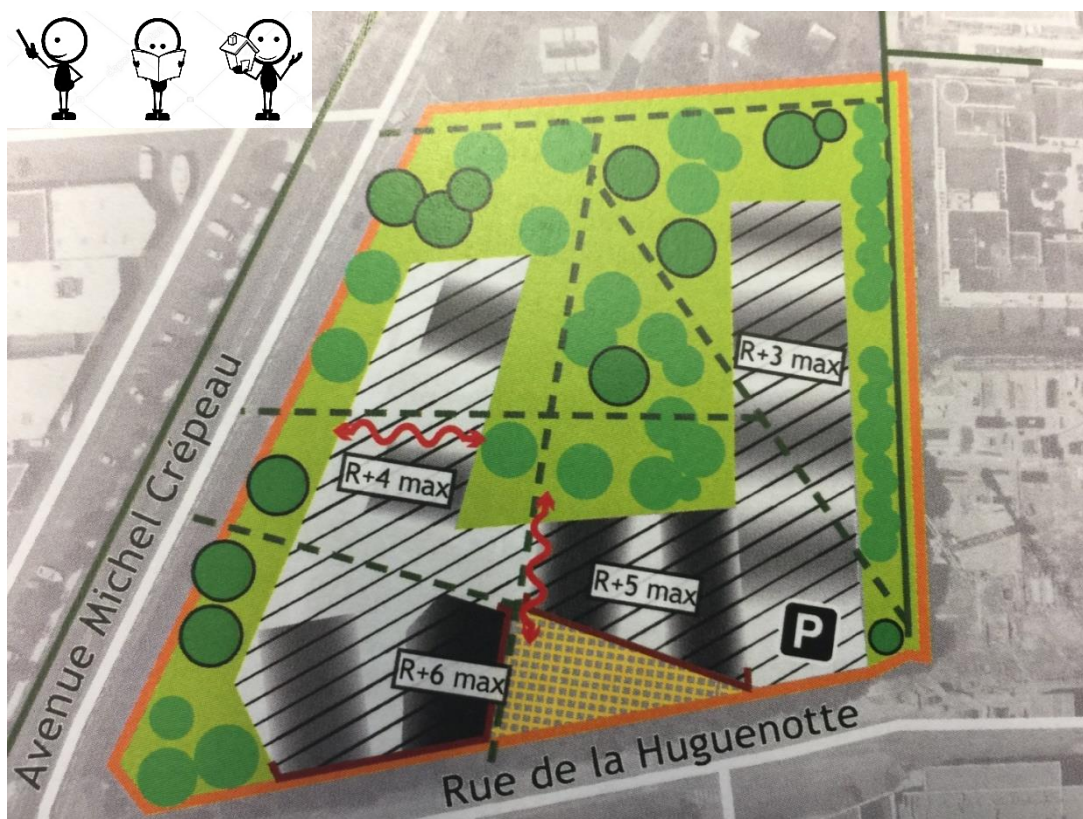 R+3 max
R+4 max
R+5 max
P
R+6 max
Avenue Michel Crépeau
Rue de la Huguenotte